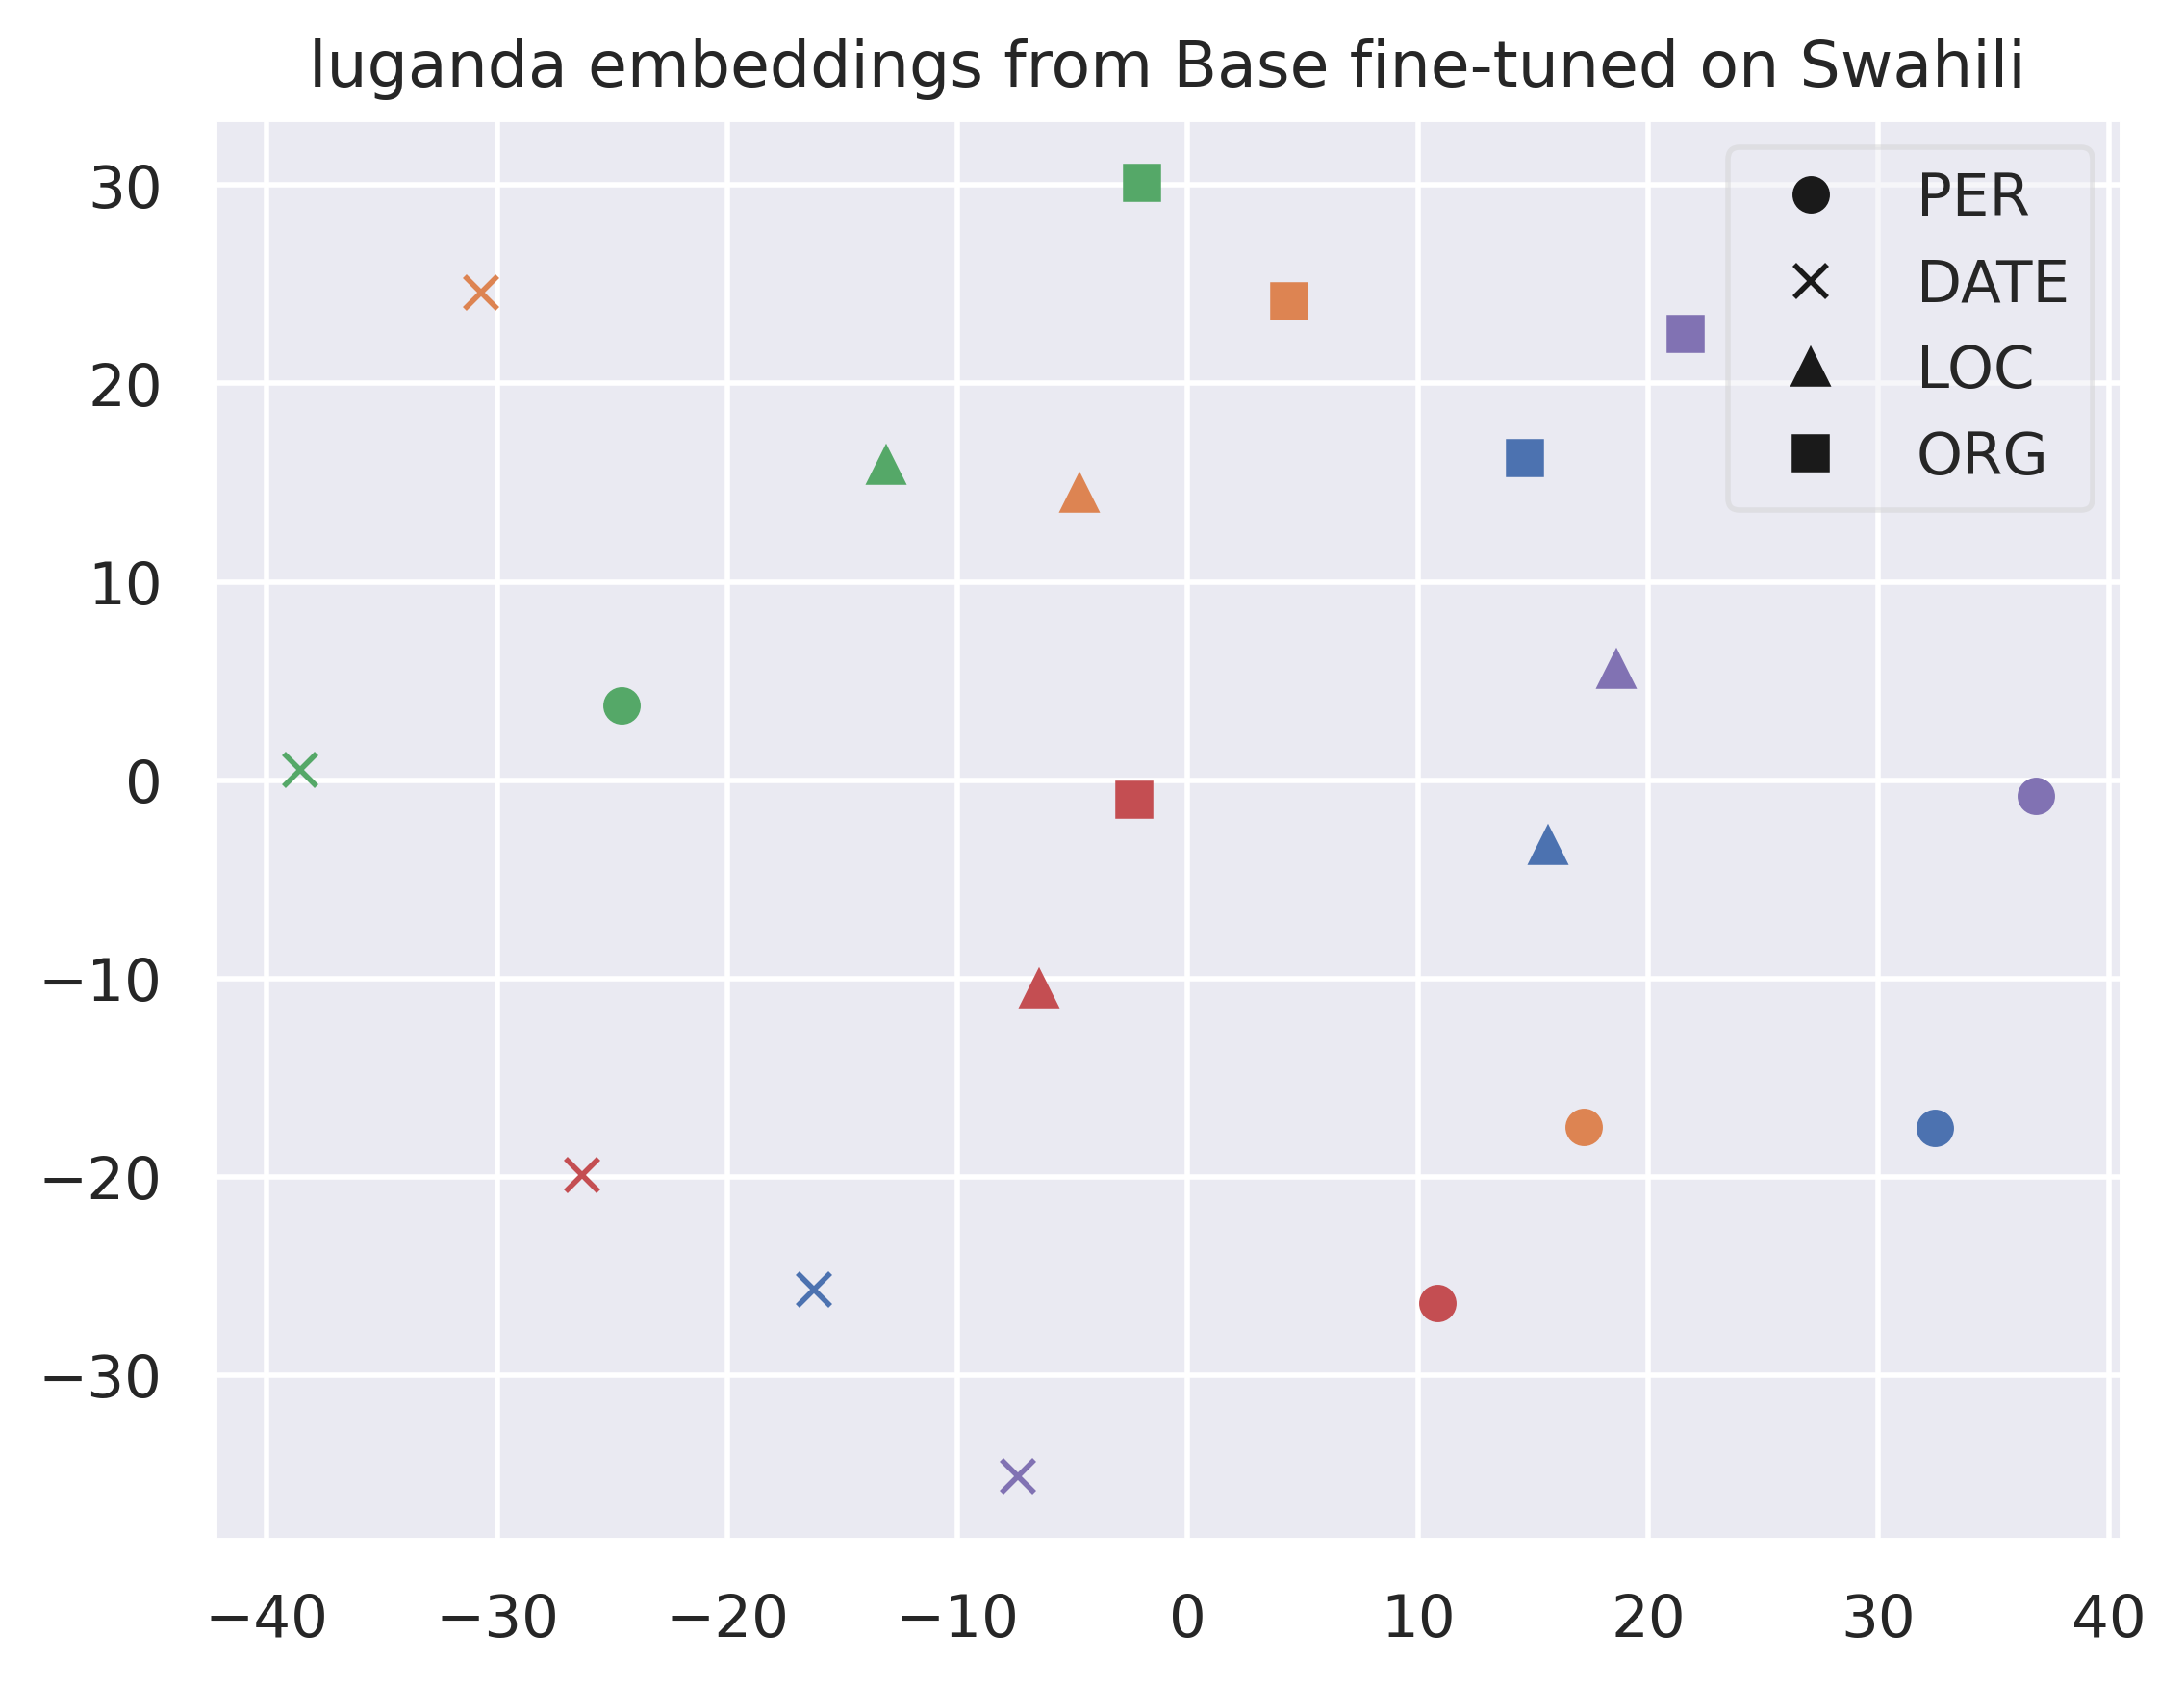 luganda embeddings from Base fine-tuned on Swahili
PER
DATE
LOC
ORG
30
20
10
0
−10
−20
−30
−40 −30 −20 −10 0 10 20 30 40